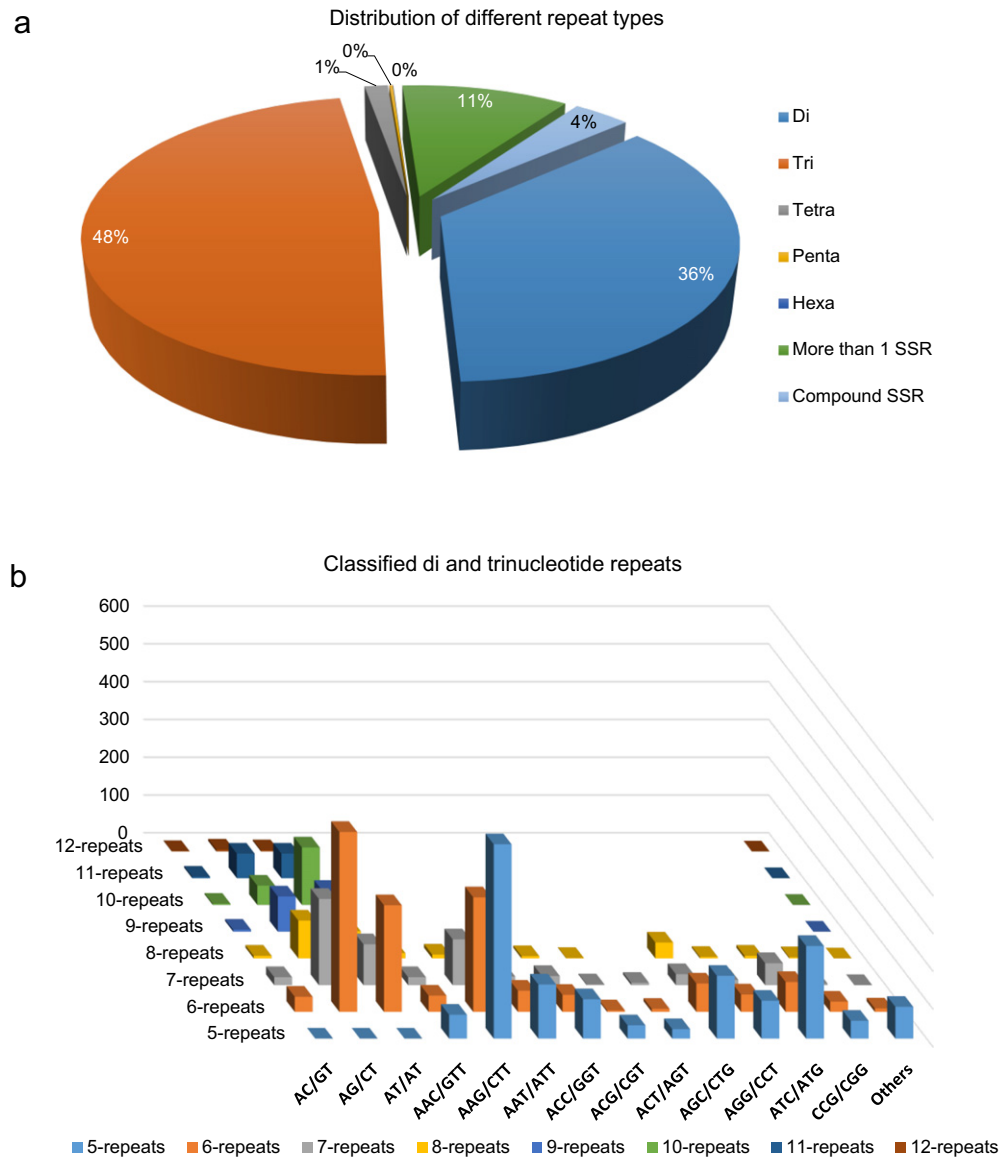 a
Distribution of different repeat types
0%
1%
0%
11%
4%
48%
36%
Di
Tri
Tetra
Penta
Hexa
More than 1 SSR
Compound SSR
b
Classified di and trinucleotide repeats
600
500
400
300
200
100
0
12-repeats
11-repeats
10-repeats
9-repeats
8-repeats
7-repeats
6-repeats
5-repeats
AC/GT
AG/CT
AT/AT
AAC/GTT
AAG/CTT
AAT/ATT
ACC/GGT
ACG/CGT
ACT/AGT
AGC/CTG
AGG/CCT
ATC/ATG
CCG/CGG
Others
5-repeats 6-repeats 7-repeats 8-repeats 9-repeats 10-repeats 11-repeats 12-repeats